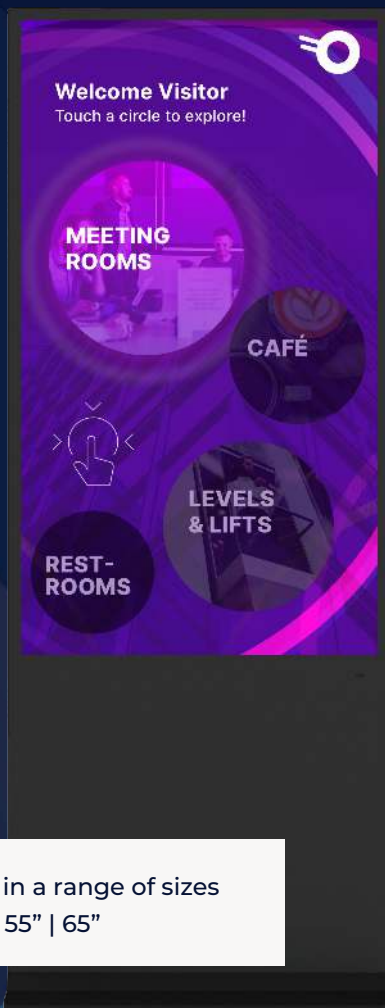 Welcome Visitor
Touch a circle to explore!
MEETING
ROOMS
CAFÉ
LEVELS
& LIFTS
REST-
ROOMS
in a range of sizes
55” | 65”